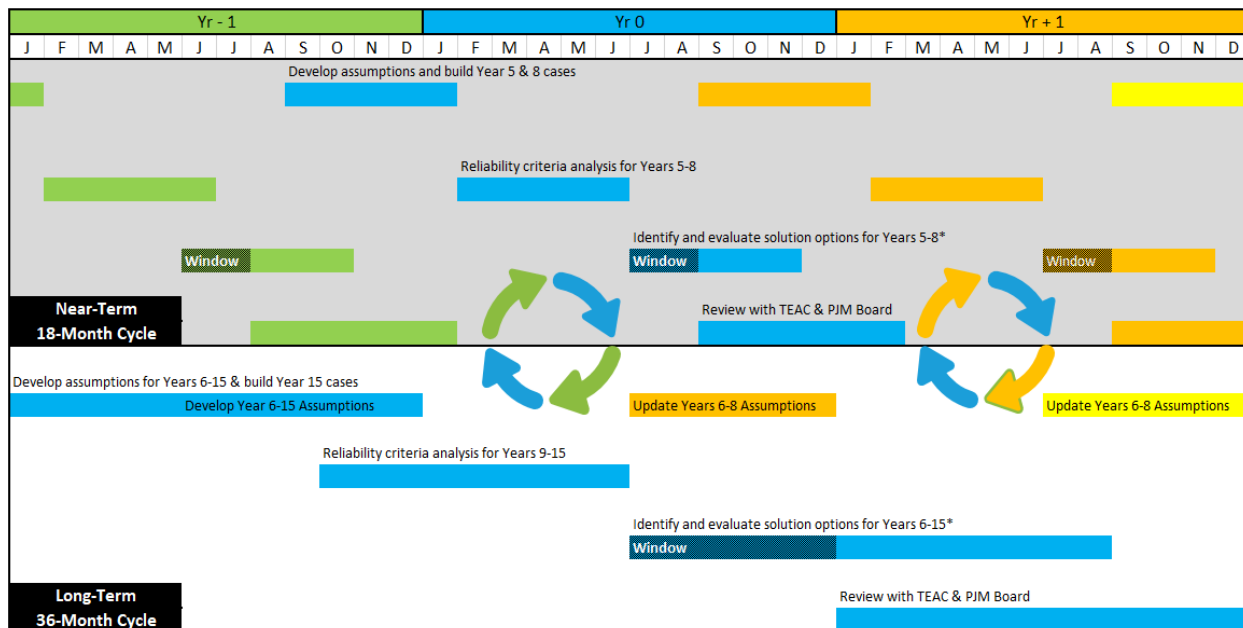 Yr - 1 Yr 0 Yr + 1
J F M A M J J A S O N D J F M A M J J A S O N D J F M A M J J A S O N D
Develop assumptions and build Year 5 & 8 cases
Reliability criteria analysis for Years 5-8
Identify and evaluate solution options for Years 5-8*
Window Window Window
Near-Term
18-Month Cycle
Review with TEAC & PJM Board
Develop assumptions for Years 6-15 & build Year 15 cases
Develop Year 6-15 Assumptions Update Years 6-8 Assumptions Update Years 6-8 Assumptions
Reliability criteria analysis for Years 9-15
Identify and evaluate solution options for Years 6-15*
Window
Long-Term
36-Month Cycle
Review with TEAC & PJM Board